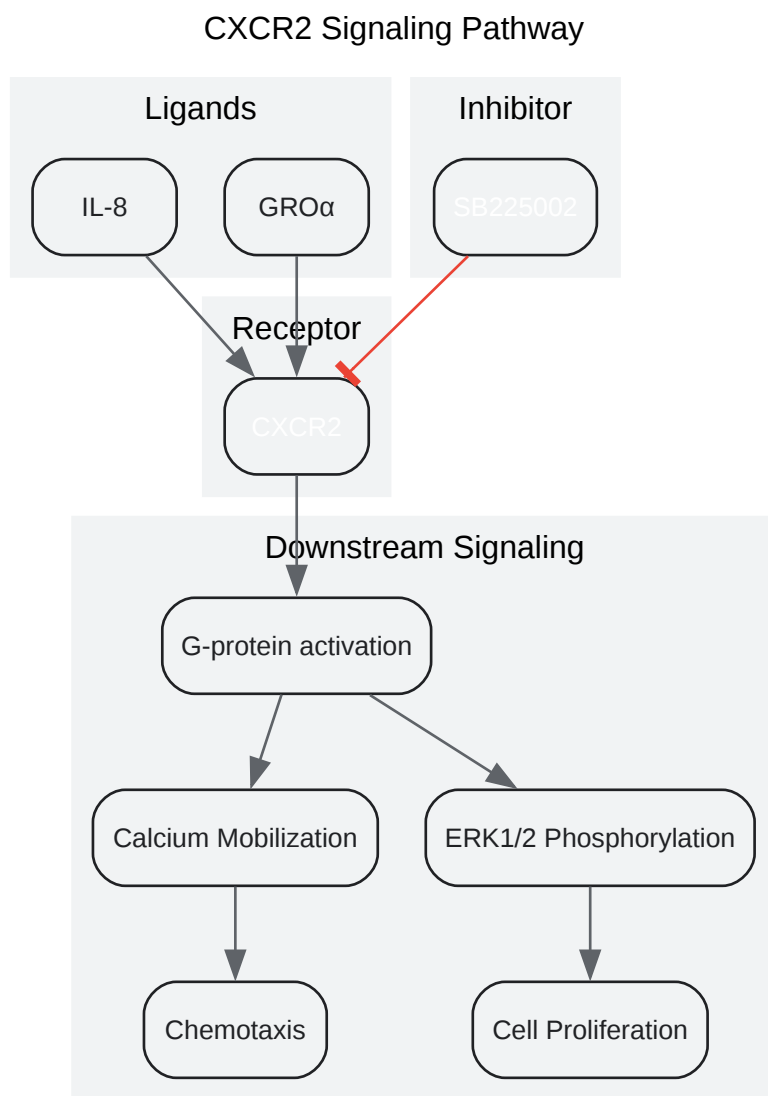 CXCR2 Signaling Pathway
Ligands
Inhibitor
IL-8
GROα
SB225002
Receptor
CXCR2
Downstream Signaling
G-protein activation
Calcium Mobilization
ERK1/2 Phosphorylation
Chemotaxis
Cell Proliferation